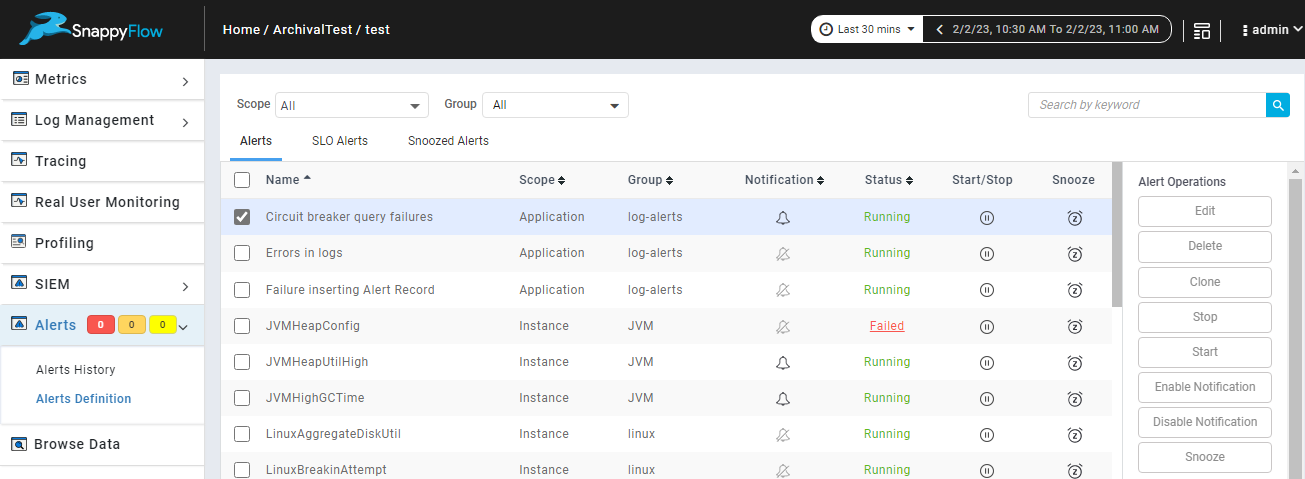 SnappyFlow
Home / ArchivalTest / test
Last 30 mins
2/2/23, 10:30 AM To 2/2/23, 11:00 AM
admin
Metrics
Log Management
Tracing
Real User Monitoring
Profiling
SIEM
Alerts 0 0 0
Alerts History
Alerts Definition
Browse Data
Scope All Group All Search by keyword
Alerts SLO Alerts Snoozed Alerts
Name Scope Group Notification Status Start/Stop Snooze
Circuit breaker query failures Application log-alerts Running
Errors in logs Application log-alerts Running
Failure inserting Alert Record Application log-alerts Running
JVMHeapConfig Instance JVM Failed
JVMHeapUtilHigh Instance JVM Running
JVMHighGCTime Instance JVM Running
LinuxAggregateDiskUtil Instance linux Running
LinuxBreakinAttempt Instance linux Running
Alert Operations
Edit
Delete
Clone
Stop
Start
Enable Notification
Disable Notification
Snooze